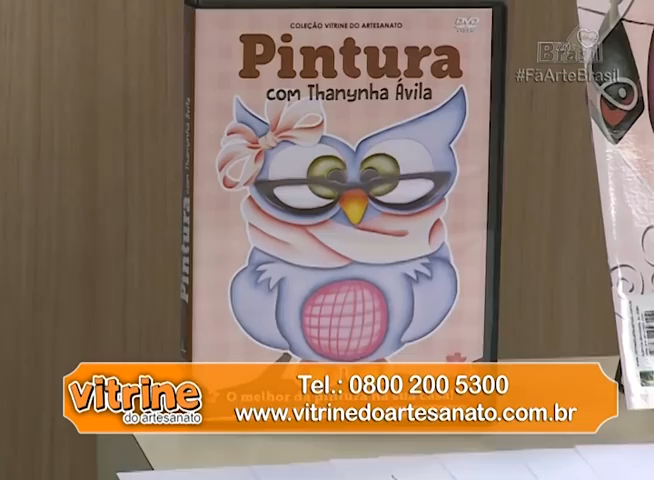 COLEÇÃO VITRINE DO ARTESANATO
DVD
Pintura
com Thanynha Ávila
Pintura com Thanynha Ávila
Arte
Brasil
#FãArteBrasil
O melhor da pintura na sua casa!
vitrine
do artesanato
Tel.: 0800 200 5300
www.vitrinedoartesanato.com.br